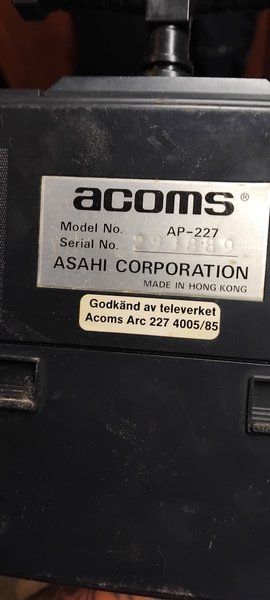 acoms®
Model No. AP-227
Serial No.
ASAHI CORPORATION
MADE IN HONG KONG
Godkänd av televerket
Acoms Arc 227 4005/85